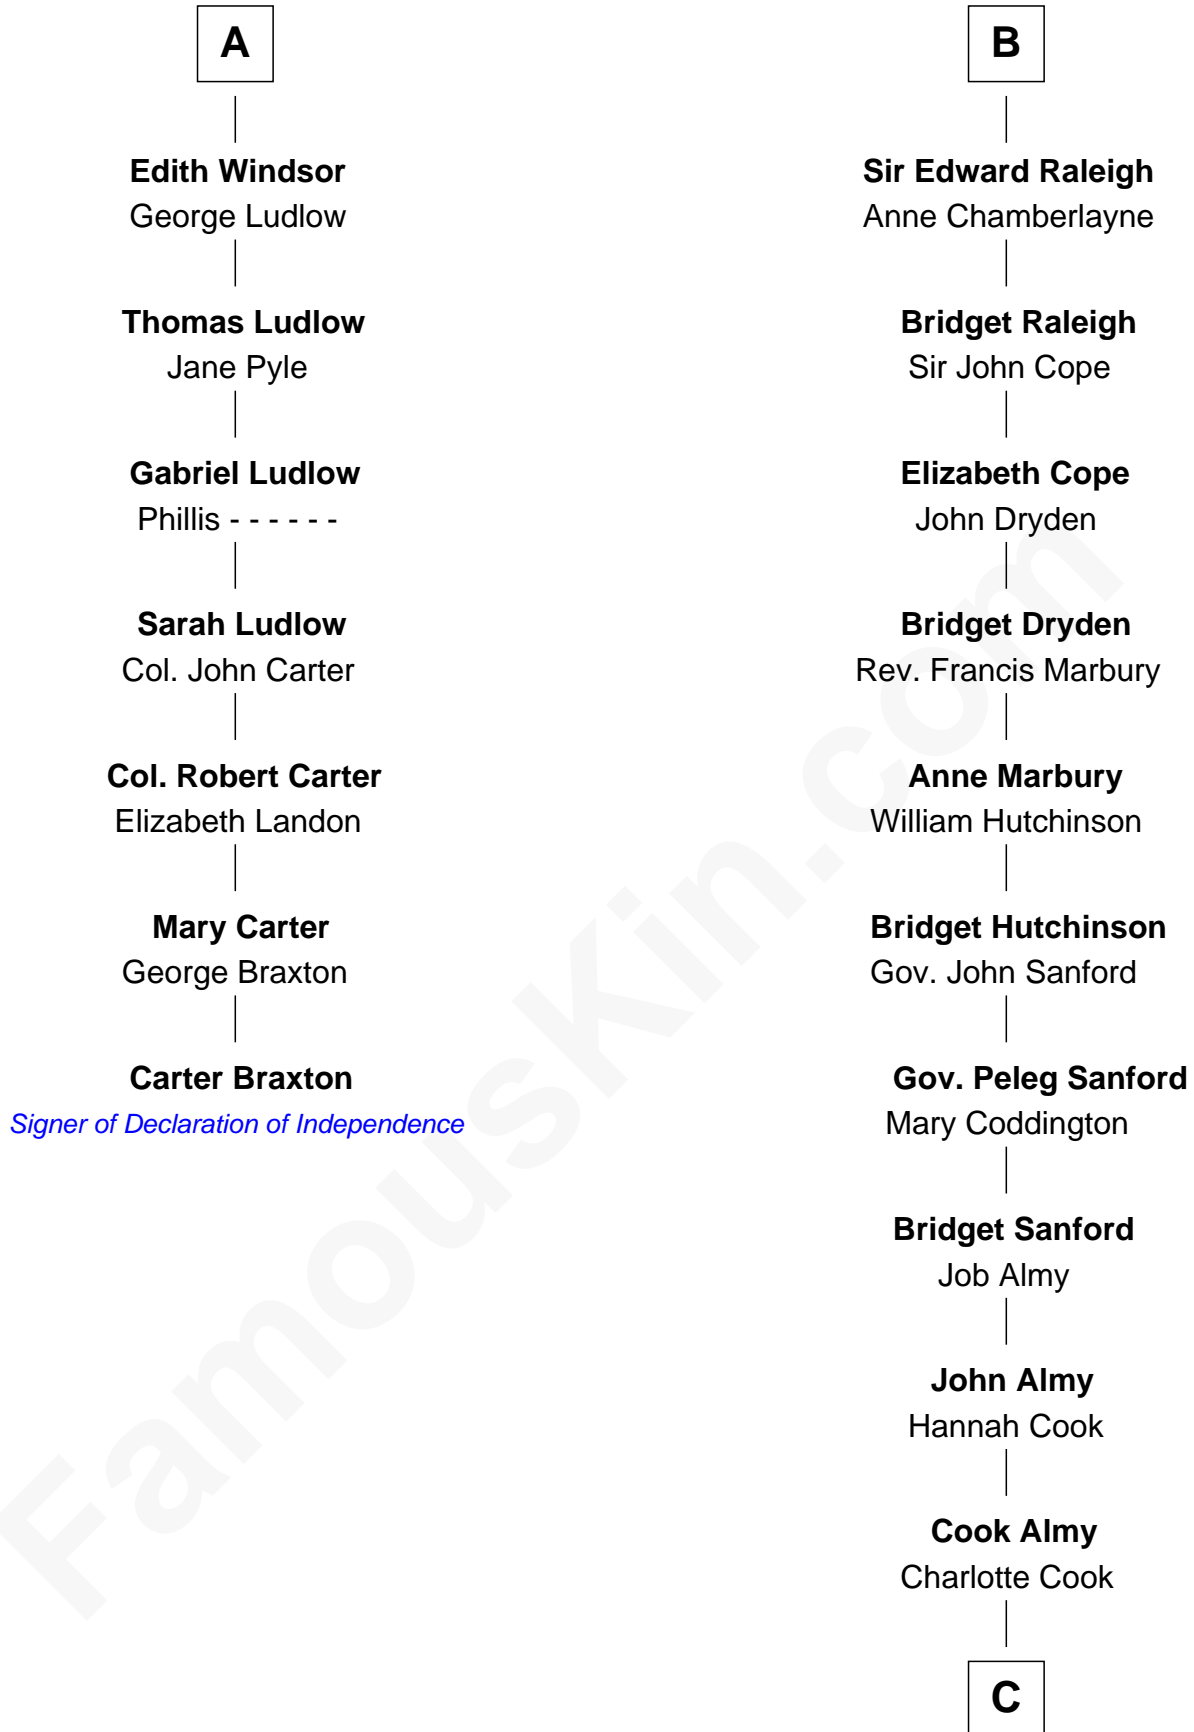 A
Edith Windsor
George Ludlow
Thomas Ludlow
Jane Pyle
Gabriel Ludlow
Phillis - - - - - -
Sarah Ludlow
Col. John Carter
Col. Robert Carter
Elizabeth Landon
Mary Carter
George Braxton
Carter Braxton
Signer of Declaration of Independence
B
Sir Edward Raleigh
Anne Chamberlayne
Bridget Raleigh
Sir John Cope
Elizabeth Cope
John Dryden
Bridget Dryden
Rev. Francis Marbury
Anne Marbury
William Hutchinson
Bridget Hutchinson
Gov. John Sanford
Gov. Peleg Sanford
Mary Coddington
Bridget Sanford
Job Almy
John Almy
Hannah Cook
Cook Almy
Charlotte Cook
C
FamousKin.com